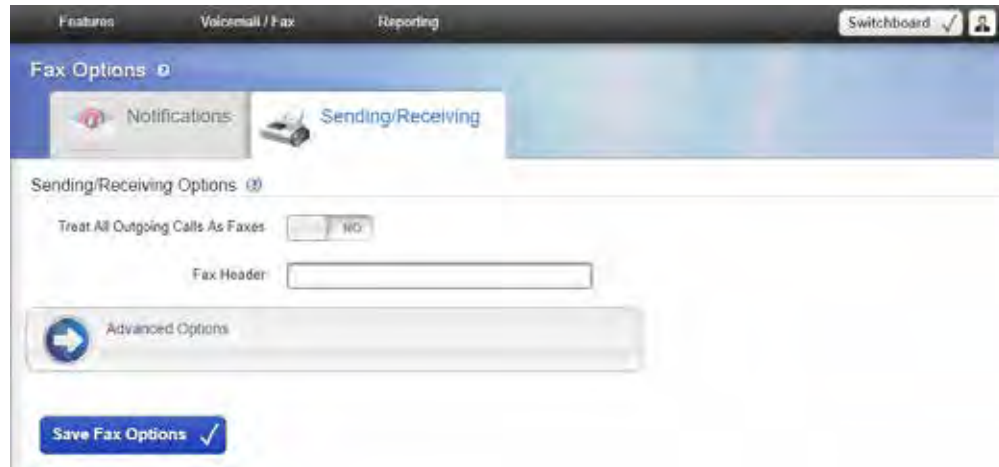 Features Voicemail / Fax Reporting Switchboard
Fax Options
Notifications Sending/Receiving
Sending/Receiving Options
Treat All Outgoing Calls As Faxes NO
Fax Header
Advanced Options
Save Fax Options